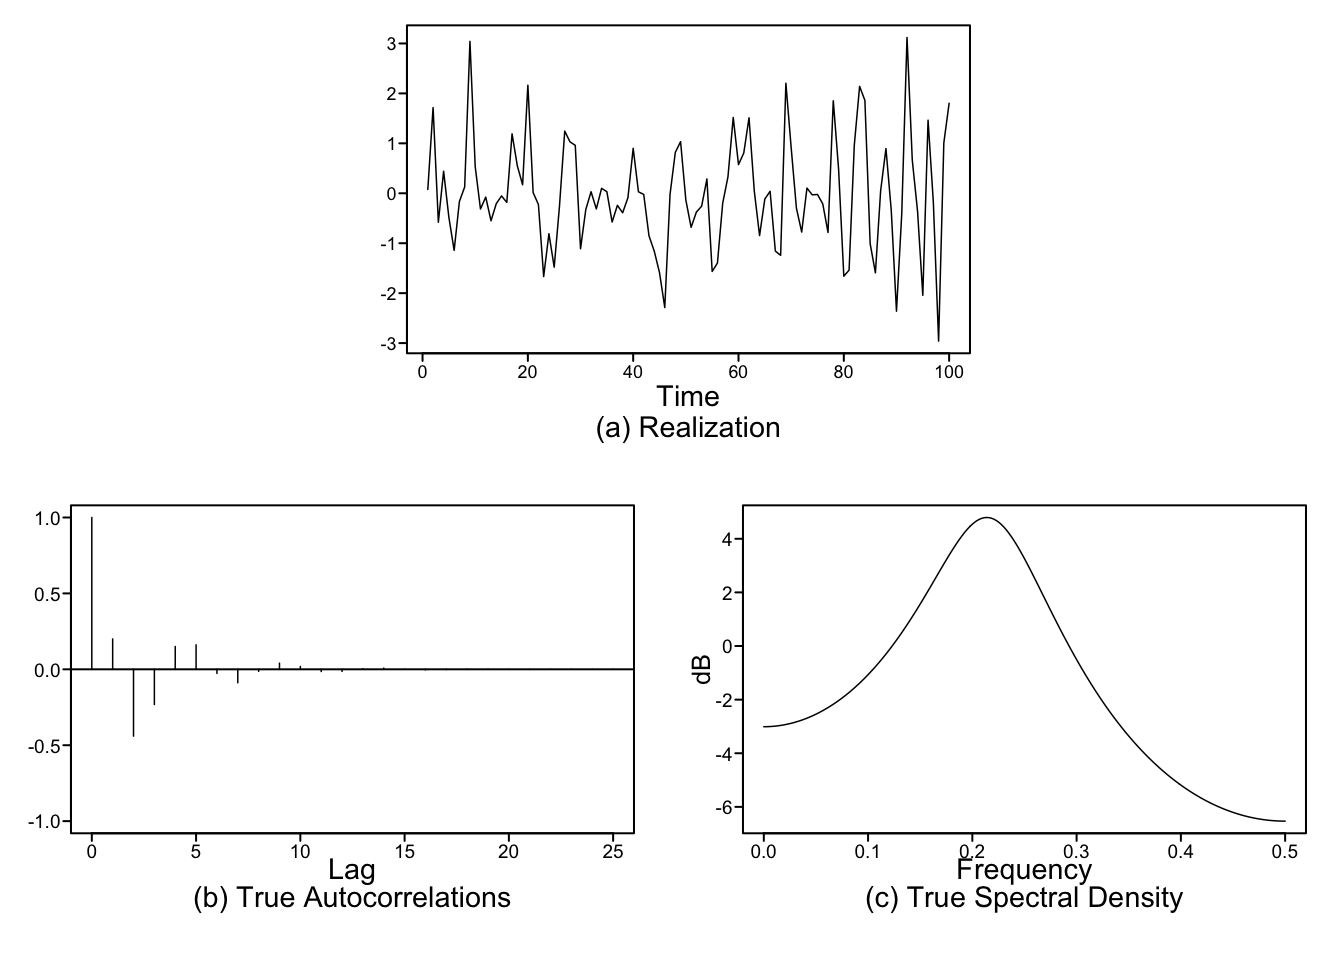 3
2
1
0
-1
-2
-3
0 20 40 60 80 100
Time
(a) Realization
1.0
0.5
0.0
-0.5
-1.0
0 5 10 15 20 25
Lag
(b) True Autocorrelations
dB
4
2
0
-2
-4
-6
0.0 0.1 0.2 0.3 0.4 0.5
Frequency
(c) True Spectral Density